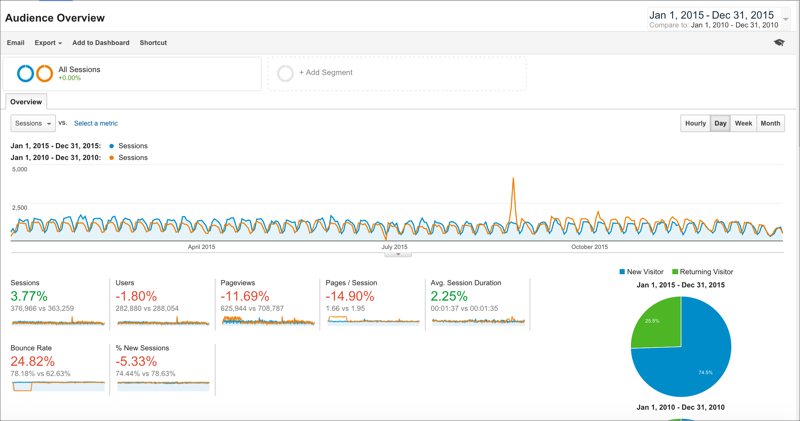 Audience Overview
Jan 1, 2015 - Dec 31, 2015
Compare to: Jan 1, 2010 - Dec 31, 2010
Email Export Add to Dashboard Shortcut
All Sessions
+0.00%
+ Add Segment
Overview
Sessions vs. Select a metric
Hourly Day Week Month
Jan 1, 2015 - Dec 31, 2015: Sessions
Jan 1, 2010 - Dec 31, 2010: Sessions
5,000
2,500
April 2015 July 2015 October 2015
Sessions
3.77%
376,966 vs 363,259
Users
-1.80%
282,880 vs 288,054
Pageviews
-11.69%
625,944 vs 708,787
Pages / Session
-14.90%
1.66 vs 1.95
Avg. Session Duration
2.25%
00:01:37 vs 00:01:35
Bounce Rate
24.82%
78.18% vs 62.63%
% New Sessions
-5.33%
74.44% vs 78.63%
New Visitor Returning Visitor
Jan 1, 2015 - Dec 31, 2015
25.5%
74.5%
Jan 1, 2010 - Dec 31, 2010